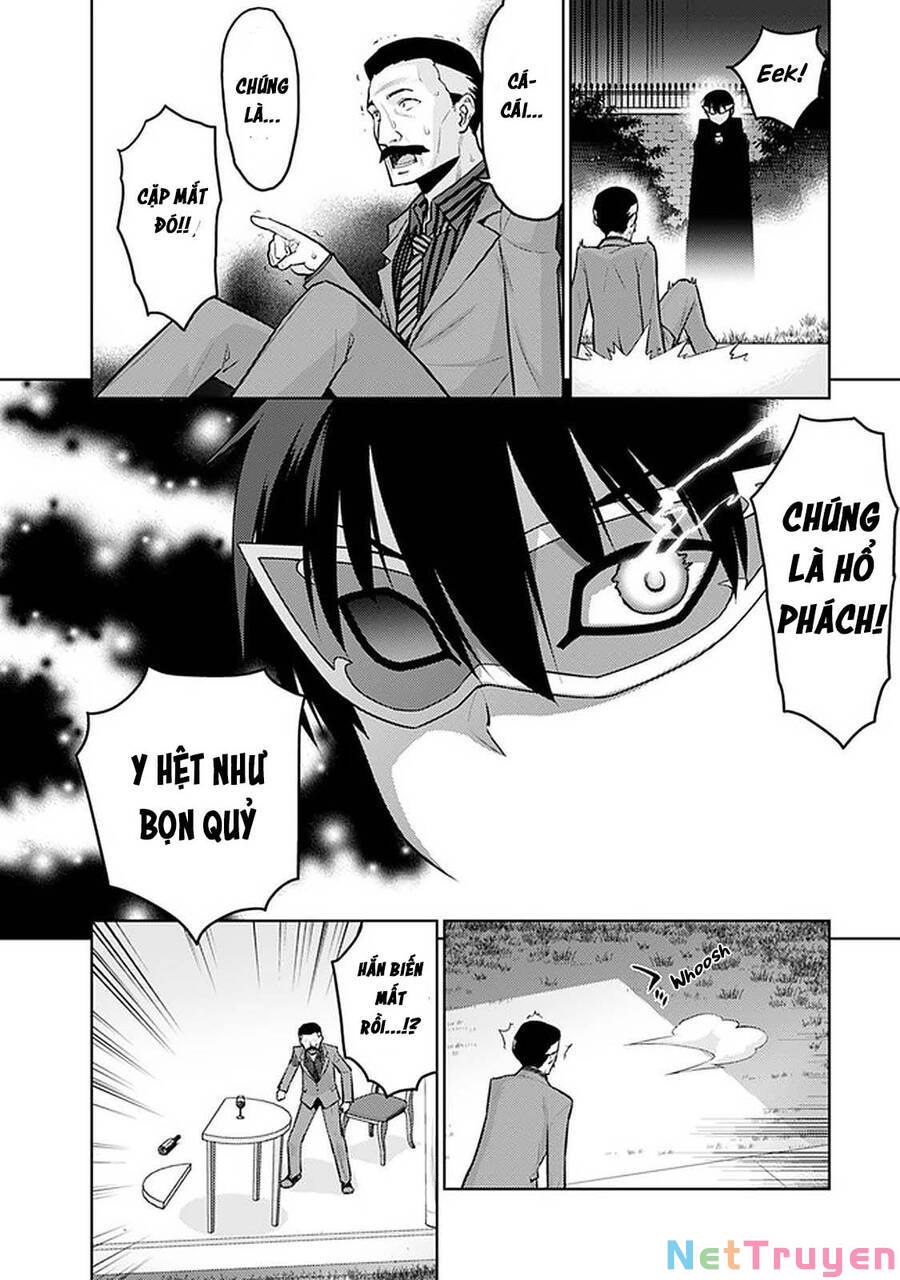 Eek!
CÁ-
CÁI...
CHÚNG
LÀ...
CẶP MẮT
ĐÓ!!
CHÚNG
LÀ HỔ
PHÁCH!
Y HỆT NHƯ
BỌN QUỶ
Whoosh
HẮN BIẾN
MẤT
RỒI...!?
NetTruyen